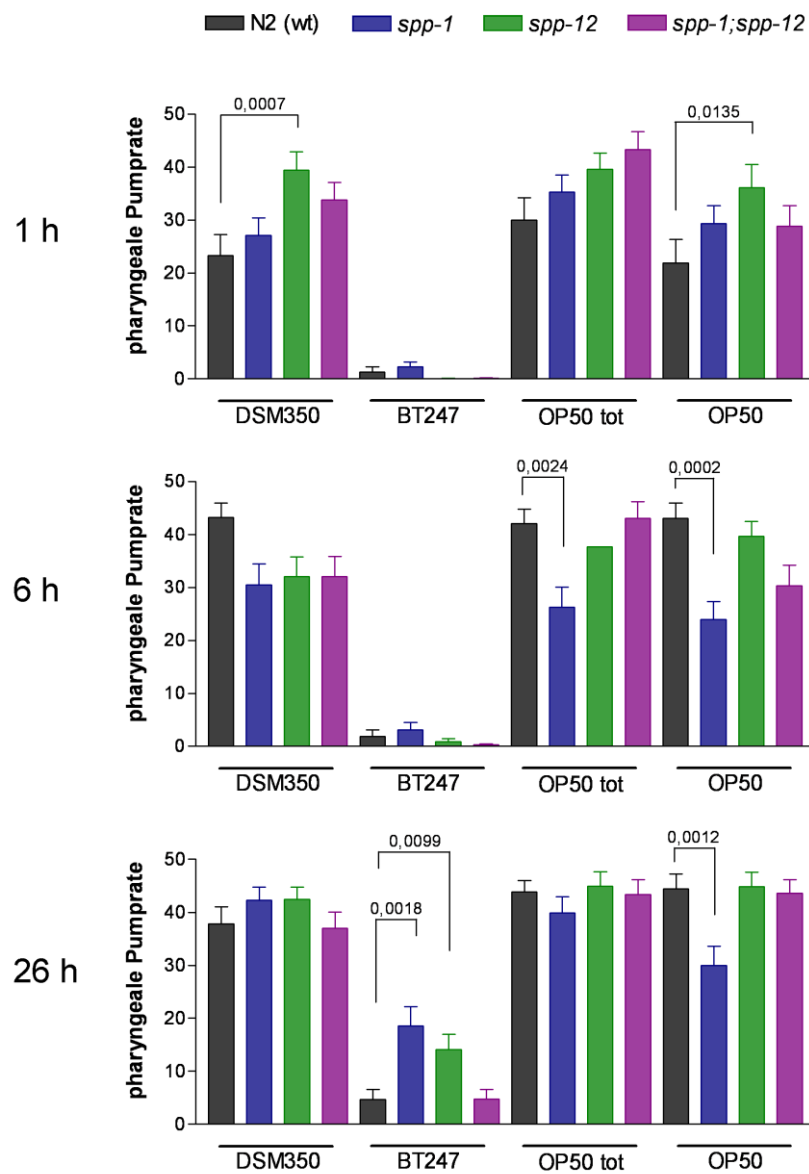 N2 (wt) spp-1 spp-12 spp-1;spp-12
1 h
pharyngeale Pumprate
50
40
30
20
10
0
0,0007
0,0135
DSM350 BT247 OP50 tot OP50
6 h
pharyngeale Pumprate
50
40
30
20
10
0
0,0024
0,0002
DSM350 BT247 OP50 tot OP50
26 h
pharyngeale Pumprate
50
40
30
20
10
0
0,0099
0,0018
0,0012
DSM350 BT247 OP50 tot OP50